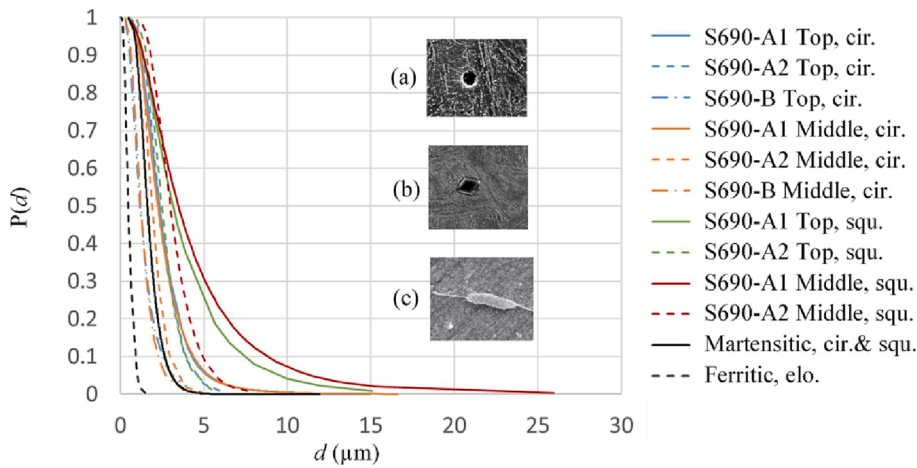 1
0.9
0.8
0.7
0.6
0.5
0.4
0.3
0.2
0.1
0
P(d)
0 5 10 15 20 25 30
d (µm)
(a)
(b)
(c)
S690-A1 Top, cir.
S690-A2 Top, cir.
S690-B Top, cir.
S690-A1 Middle, cir.
S690-A2 Middle, cir.
S690-B Middle, cir.
S690-A1 Top, squ.
S690-A2 Top, squ.
S690-A1 Middle, squ.
S690-A2 Middle, squ.
Martensitic, cir.& squ.
Ferritic, elo.